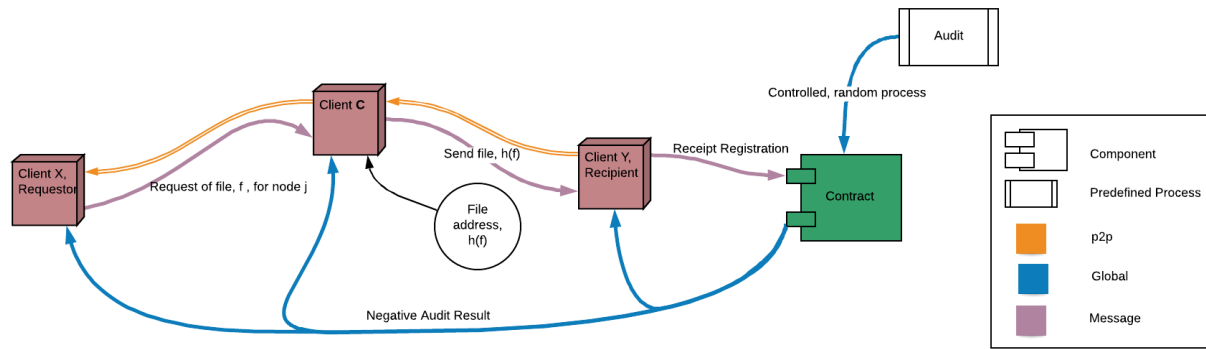 Audit
Controlled, random process
Client C
Client X,
Requestor
Request of file, f , for node j
Send file, h(f)
Client Y,
Recipient
Receipt Registration
Contract
File
address,
h(f)
Negative Audit Result
Component
Predefined Process
p2p
Global
Message